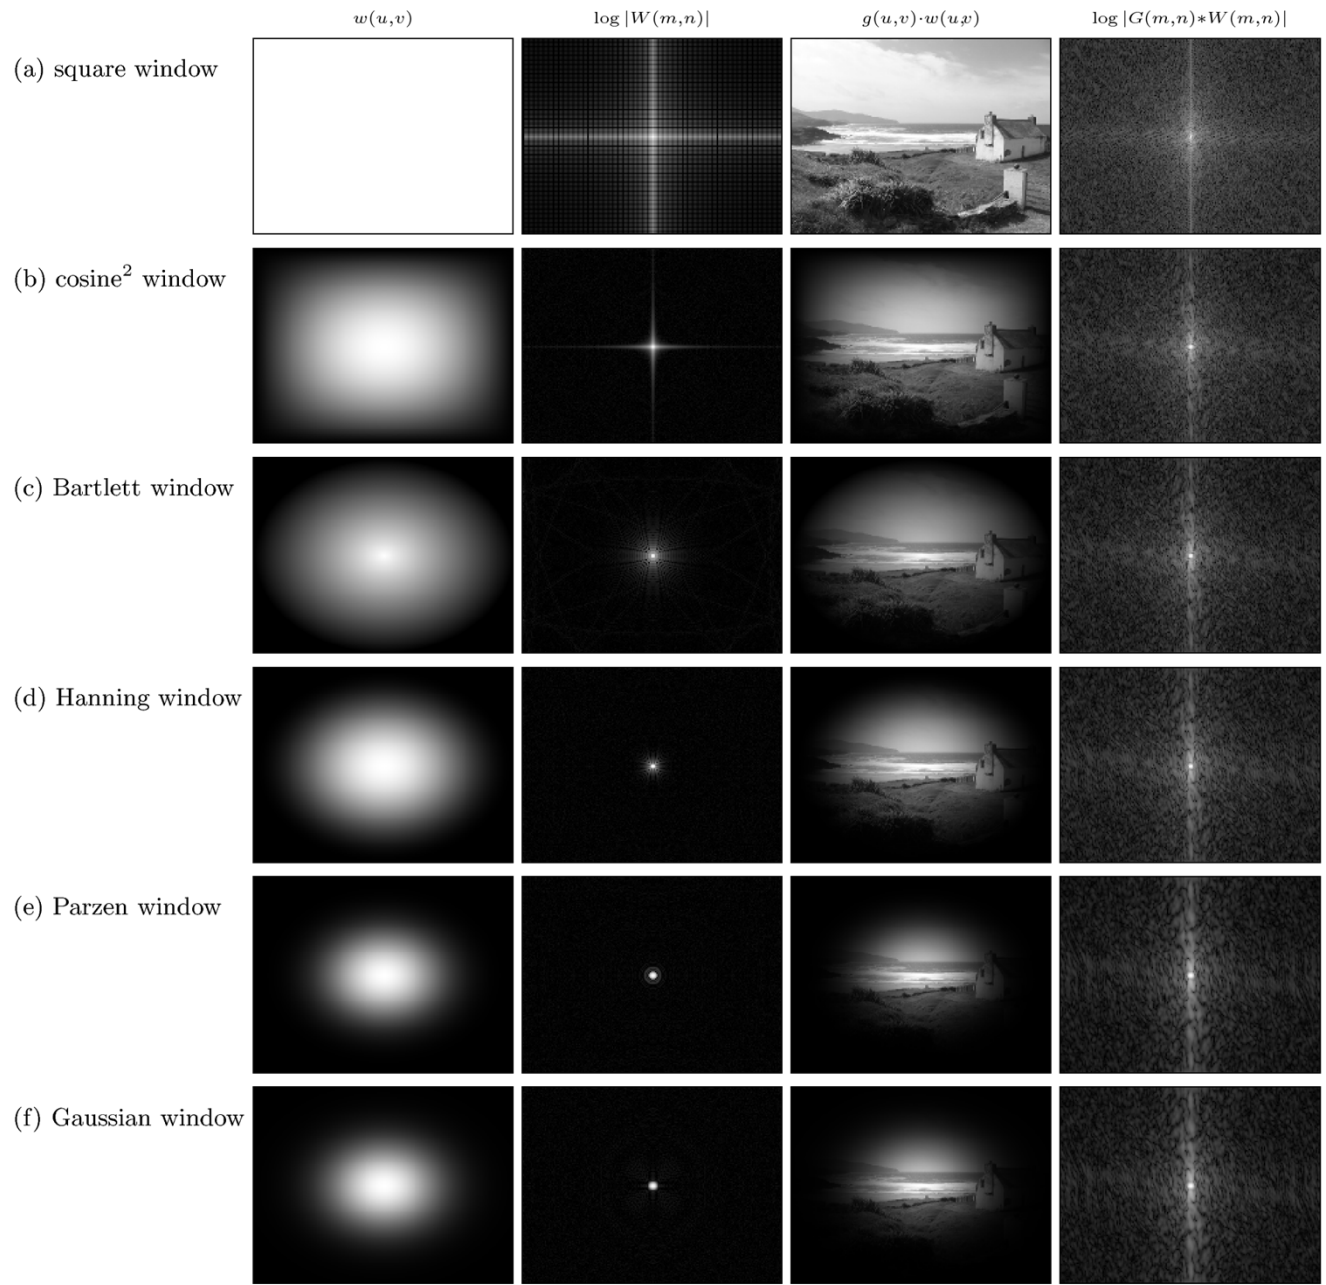 w(u,v) log |W(m,n)| g(u,v)·w(u,v) log |G(m,n)∗W(m,n)|
(a) square window
(b) cosine² window
(c) Bartlett window
(d) Hanning window
(e) Parzen window
(f) Gaussian window